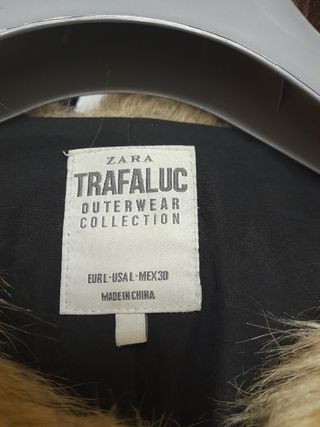 ZARA
TRAFALUC
OUTERWEAR
COLLECTION
EUR L - USA L - MEX 30
MADE IN CHINA